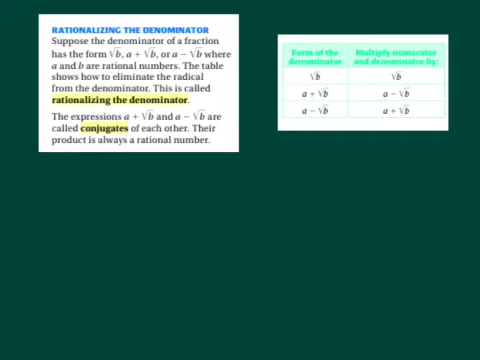 RATIONALIZING THE DENOMINATOR
Suppose the denominator of a fraction
has the form √b, a + √b, or a − √b where
a and b are rational numbers. The table
shows how to eliminate the radical
from the denominator. This is called
rationalizing the denominator.
The expressions a + √b and a − √b are
called conjugates of each other. Their
product is always a rational number.
Form of the denominator Multiply numerator and denominator by:
√b √b
a + √b a − √b
a − √b a + √b